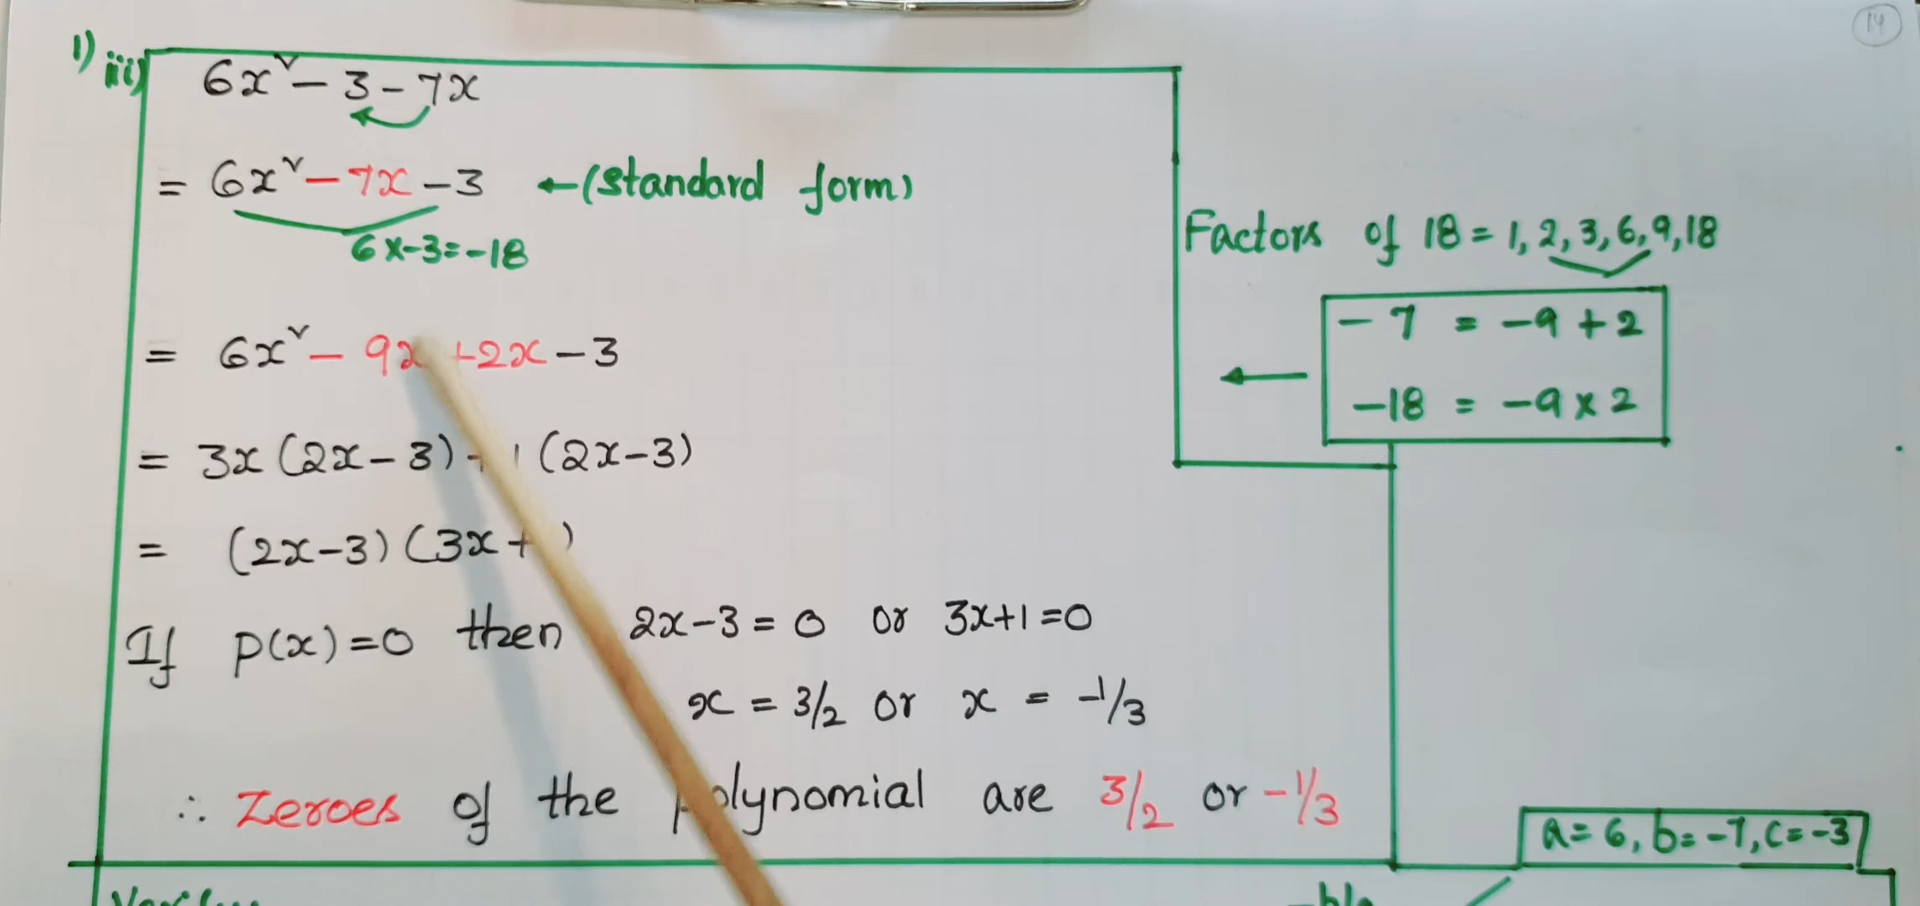 14
1) iii) 6x² - 3 - 7x
= 6x² - 7x - 3 ← (standard form)
6 x -3 = -18
Factors of 18 = 1, 2, 3, 6, 9, 18
- 7 = -9 + 2
-18 = -9 x 2
= 6x² - 9x + 2x - 3
= 3x (2x - 3) + 1 (2x-3)
= (2x-3) (3x+ )
If p(x) = 0 then 2x-3 = 0 or 3x+1 = 0
x = 3/2 or x = -1/3
∴ Zeroes of the polynomial are 3/2 or -1/3
a = 6, b = -7, c = -3